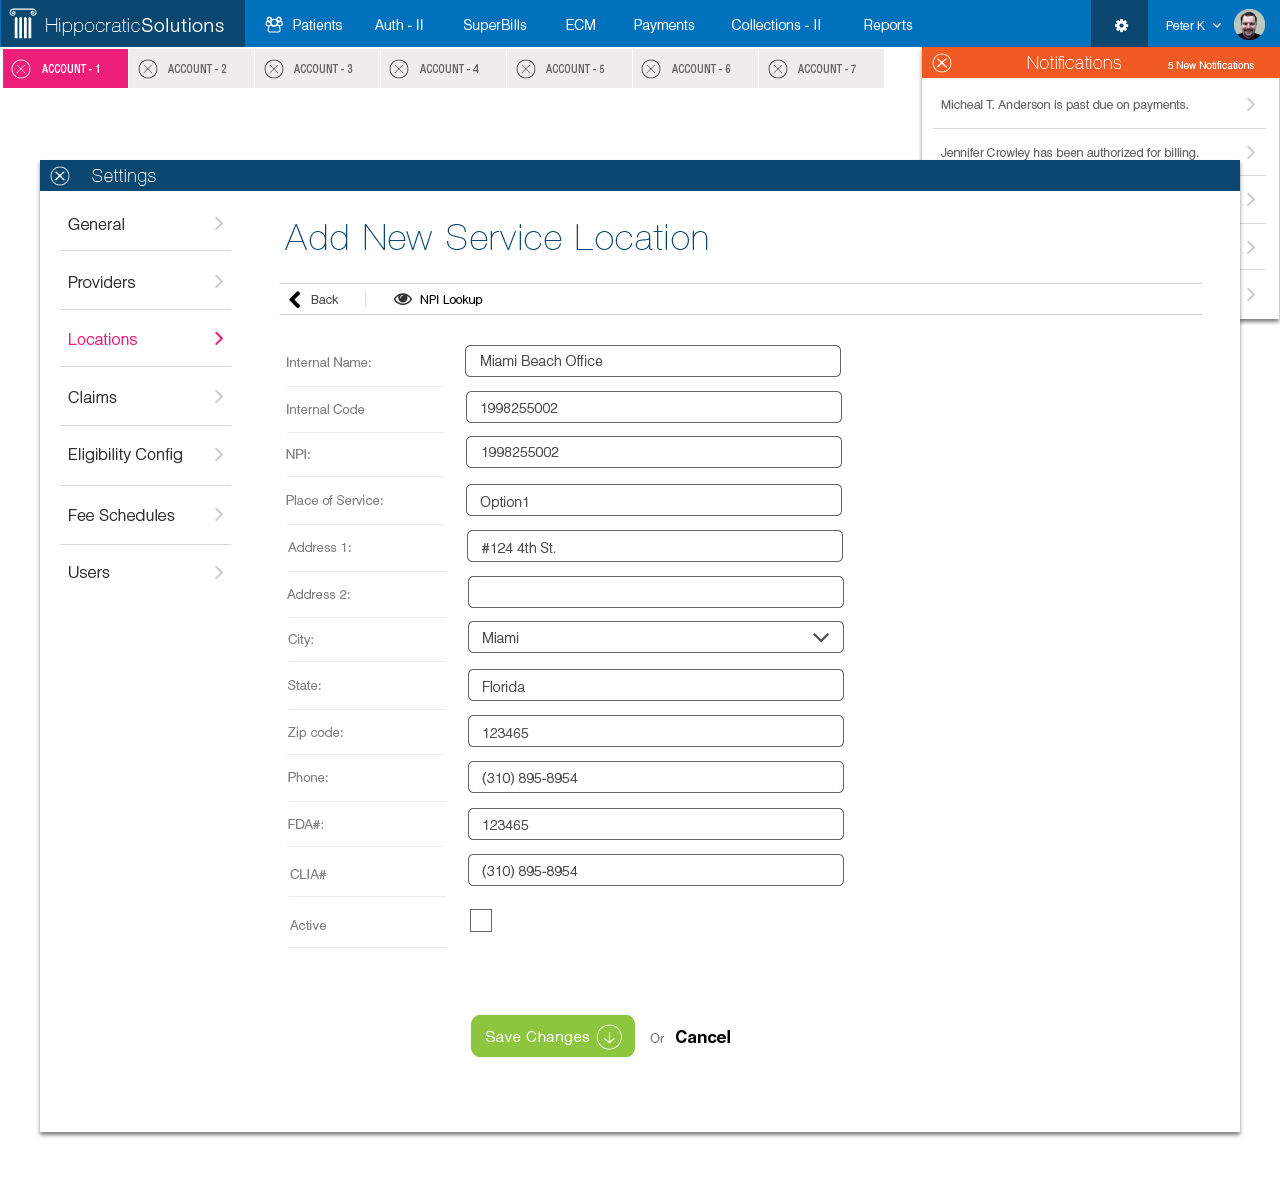 HippocraticSolutions
Patients
Auth - II
SuperBills
ECM
Payments
Collections - II
Reports
Peter K
ACCOUNT - 1
ACCOUNT - 2
ACCOUNT - 3
ACCOUNT - 4
ACCOUNT - 5
ACCOUNT - 6
ACCOUNT - 7
Notifications
5 New Notifications
Micheal T. Anderson is past due on payments.
Jennifer Crowley has been authorized for billing.
Settings
General
Providers
Locations
Claims
Eligibility Config
Fee Schedules
Users
Add New Service Location
Back
NPI Lookup
Internal Name:
Miami Beach Office
Internal Code
1998255002
NPI:
1998255002
Place of Service:
Option1
Address 1:
#124 4th St.
Address 2:
City:
Miami
State:
Florida
Zip code:
123465
Phone:
(310) 895-8954
FDA#:
123465
CLIA#
(310) 895-8954
Active
Save Changes
Or
Cancel